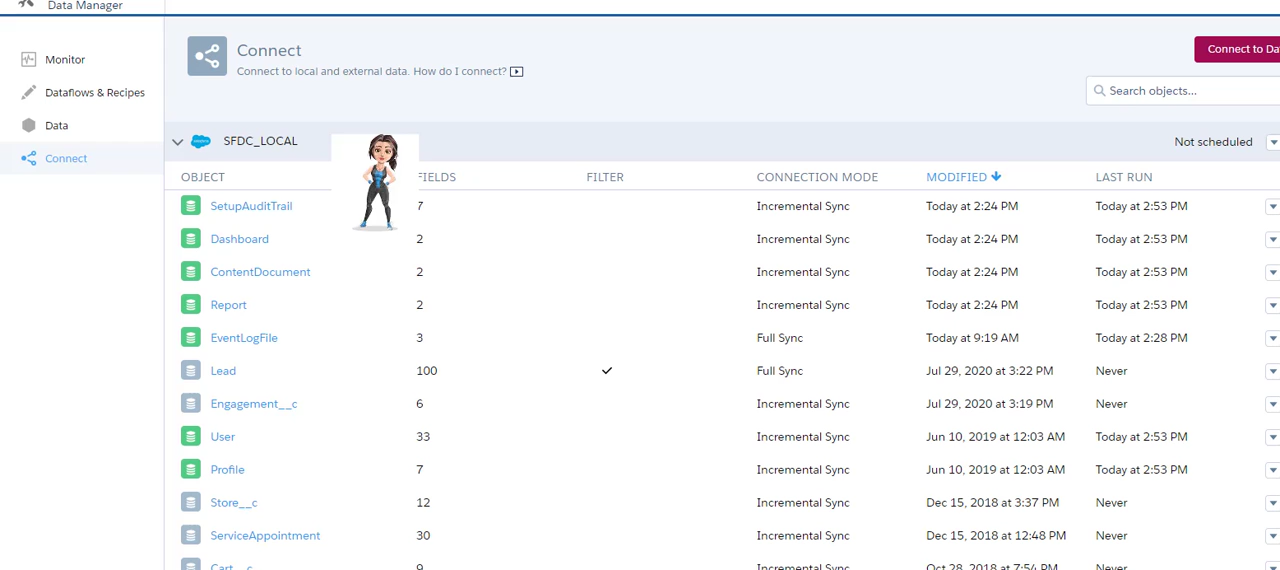 Data Manager
Monitor
Dataflows & Recipes
Data
Connect
Connect
Connect to local and external data. How do I connect?
Connect to Da
Search objects...
SFDC_LOCAL
Not scheduled
OBJECT FIELDS FILTER CONNECTION MODE MODIFIED LAST RUN
SetupAuditTrail 7 Incremental Sync Today at 2:24 PM Today at 2:53 PM
Dashboard 2 Incremental Sync Today at 2:24 PM Today at 2:53 PM
ContentDocument 2 Incremental Sync Today at 2:24 PM Today at 2:53 PM
Report 2 Incremental Sync Today at 2:24 PM Today at 2:53 PM
EventLogFile 3 Full Sync Today at 9:19 AM Today at 2:28 PM
Lead 100 Full Sync Jul 29, 2020 at 3:22 PM Never
Engagement__c 6 Incremental Sync Jul 29, 2020 at 3:19 PM Never
User 33 Incremental Sync Jun 10, 2019 at 12:03 AM Today at 2:53 PM
Profile 7 Incremental Sync Jun 10, 2019 at 12:03 AM Today at 2:53 PM
Store__c 12 Incremental Sync Dec 15, 2018 at 3:37 PM Never
ServiceAppointment 30 Incremental Sync Dec 15, 2018 at 12:48 PM Never
Cart__c 9 Incremental Sync Oct 28, 2018 at 7:54 PM Never